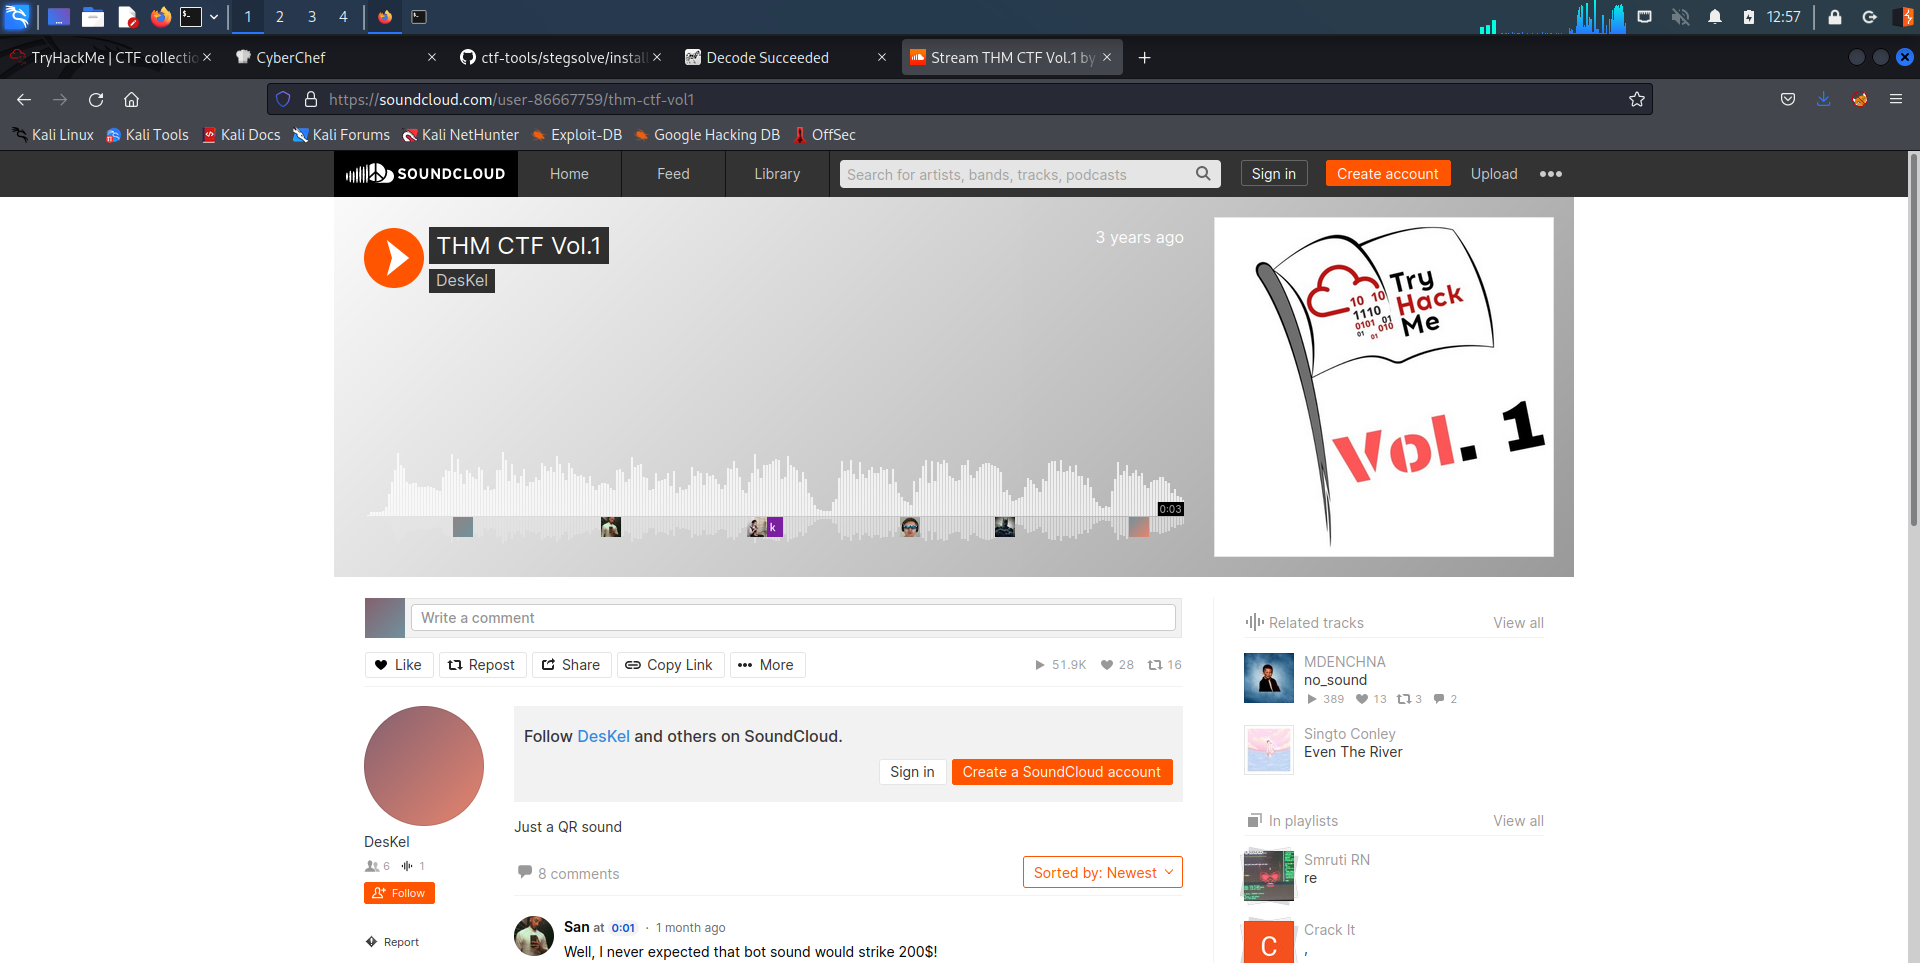 1 2 3 4 12:57
TryHackMe | CTF collectio
CyberChef
ctf-tools/stegsolve/instal
Decode Succeeded
Stream THM CTF Vol.1 by
https://soundcloud.com/user-86667759/thm-ctf-vol1
Kali Linux Kali Tools Kali Docs Kali Forums Kali NetHunter Exploit-DB Google Hacking DB OffSec
SOUNDCLOUD Home Feed Library Search for artists, bands, tracks, podcasts Sign in Create account Upload
THM CTF Vol.1
3 years ago
DesKel
Try
Hack
Me
10 10
1110 01
0101 010
01 01
Vol. 1
0:03
k
Write a comment
Like Repost Share Copy Link More 51.9K 28 16
Follow DesKel and others on SoundCloud.
Sign in Create a SoundCloud account
DesKel
6 1
Follow
Report
Just a QR sound
8 comments
Sorted by: Newest
San at 0:01 · 1 month ago
Well, I never expected that bot sound would strike 200$!
Related tracks View all
MDENCHNA
no_sound
389 13 3 2
Singto Conley
Even The River
In playlists View all
Smruti RN
re
C
Crack It
,